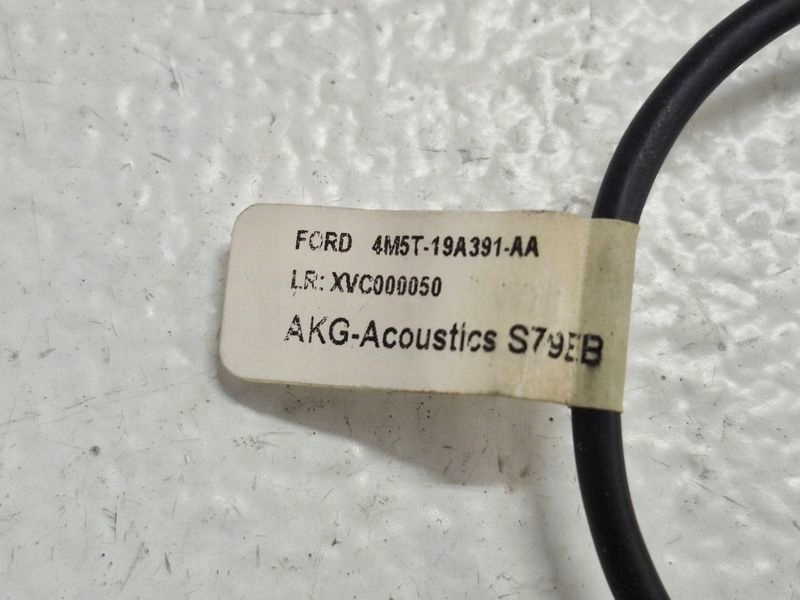 FORD 4M5T-19A391-AA
LR: XVC000050
AKG-Acoustics S79EB